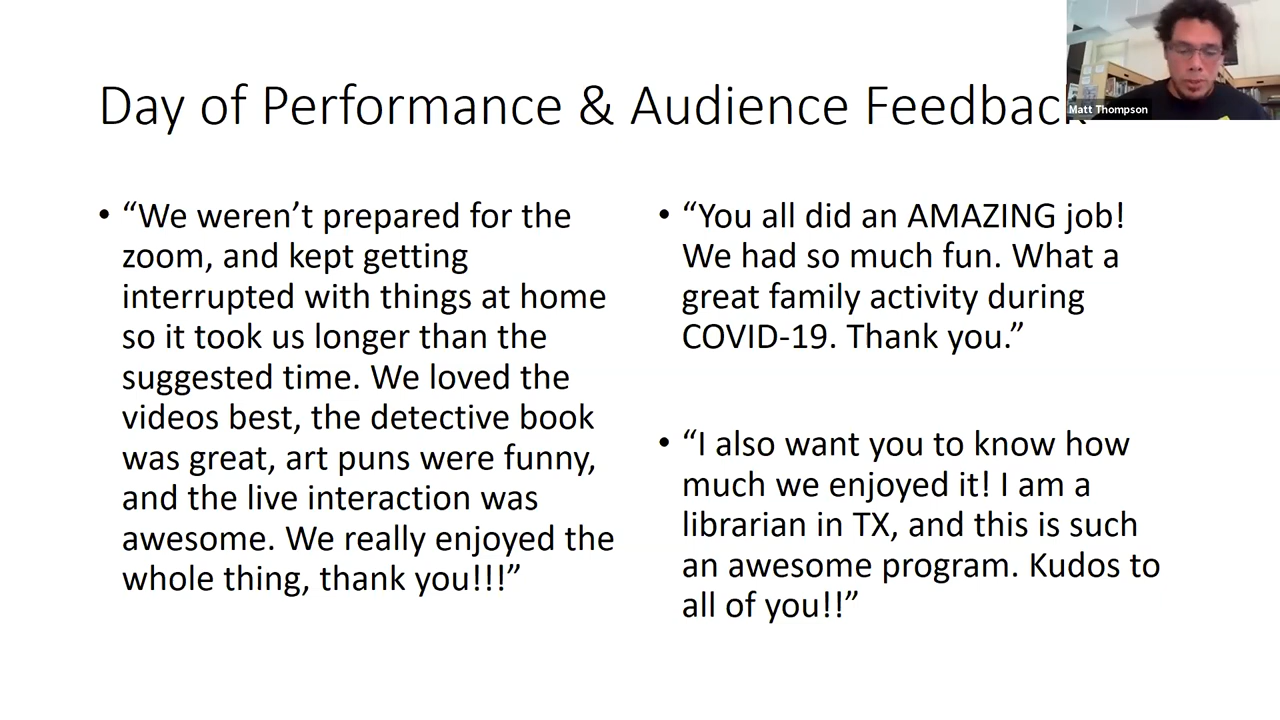 Day of Performance & Audience Feedback
Matt Thompson
• “We weren’t prepared for the
zoom, and kept getting
interrupted with things at home
so it took us longer than the
suggested time. We loved the
videos best, the detective book
was great, art puns were funny,
and the live interaction was
awesome. We really enjoyed the
whole thing, thank you!!!”
• “You all did an AMAZING job!
We had so much fun. What a
great family activity during
COVID-19. Thank you.”
• “I also want you to know how
much we enjoyed it! I am a
librarian in TX, and this is such
an awesome program. Kudos to
all of you!!”